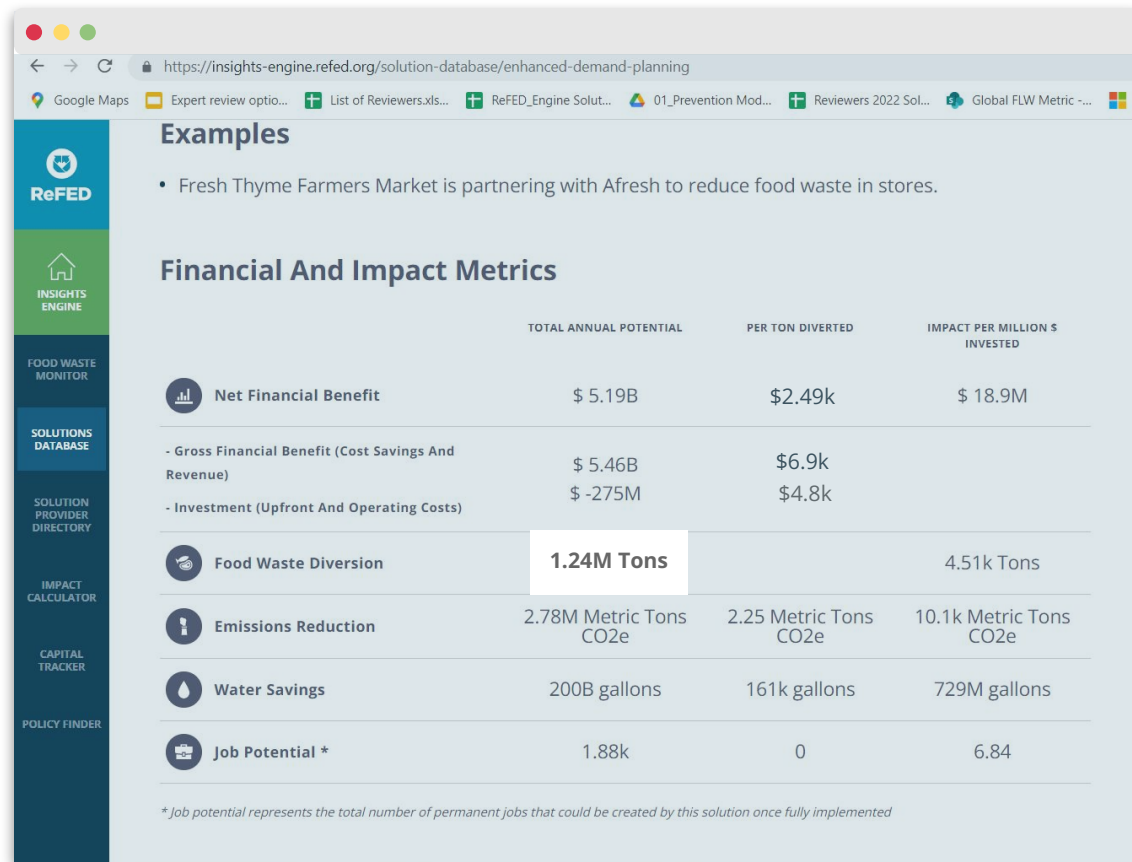 https://insights-engine.refed.org/solution-database/enhanced-demand-planning
Google Maps Expert review optio... List of Reviewers.xls... ReFED_Engine Solut... 01_Prevention Mod... Reviewers 2022 Sol... Global FLW Metric -...
ReFED
INSIGHTS
ENGINE
FOOD WASTE
MONITOR
SOLUTIONS
DATABASE
SOLUTION
PROVIDER
DIRECTORY
IMPACT
CALCULATOR
CAPITAL
TRACKER
POLICY FINDER
Examples
• Fresh Thyme Farmers Market is partnering with Afresh to reduce food waste in stores.
Financial And Impact Metrics
TOTAL ANNUAL POTENTIAL PER TON DIVERTED IMPACT PER MILLION $
INVESTED
Net Financial Benefit $ 5.19B $2.49k $ 18.9M
- Gross Financial Benefit (Cost Savings And
Revenue) $ 5.46B $6.9k
- Investment (Upfront And Operating Costs) $ -275M $4.8k
Food Waste Diversion 1.24M Tons 4.51k Tons
Emissions Reduction 2.78M Metric Tons 2.25 Metric Tons 10.1k Metric Tons
CO2e CO2e CO2e
Water Savings 200B gallons 161k gallons 729M gallons
Job Potential * 1.88k 0 6.84
* Job potential represents the total number of permanent jobs that could be created by this solution once fully implemented